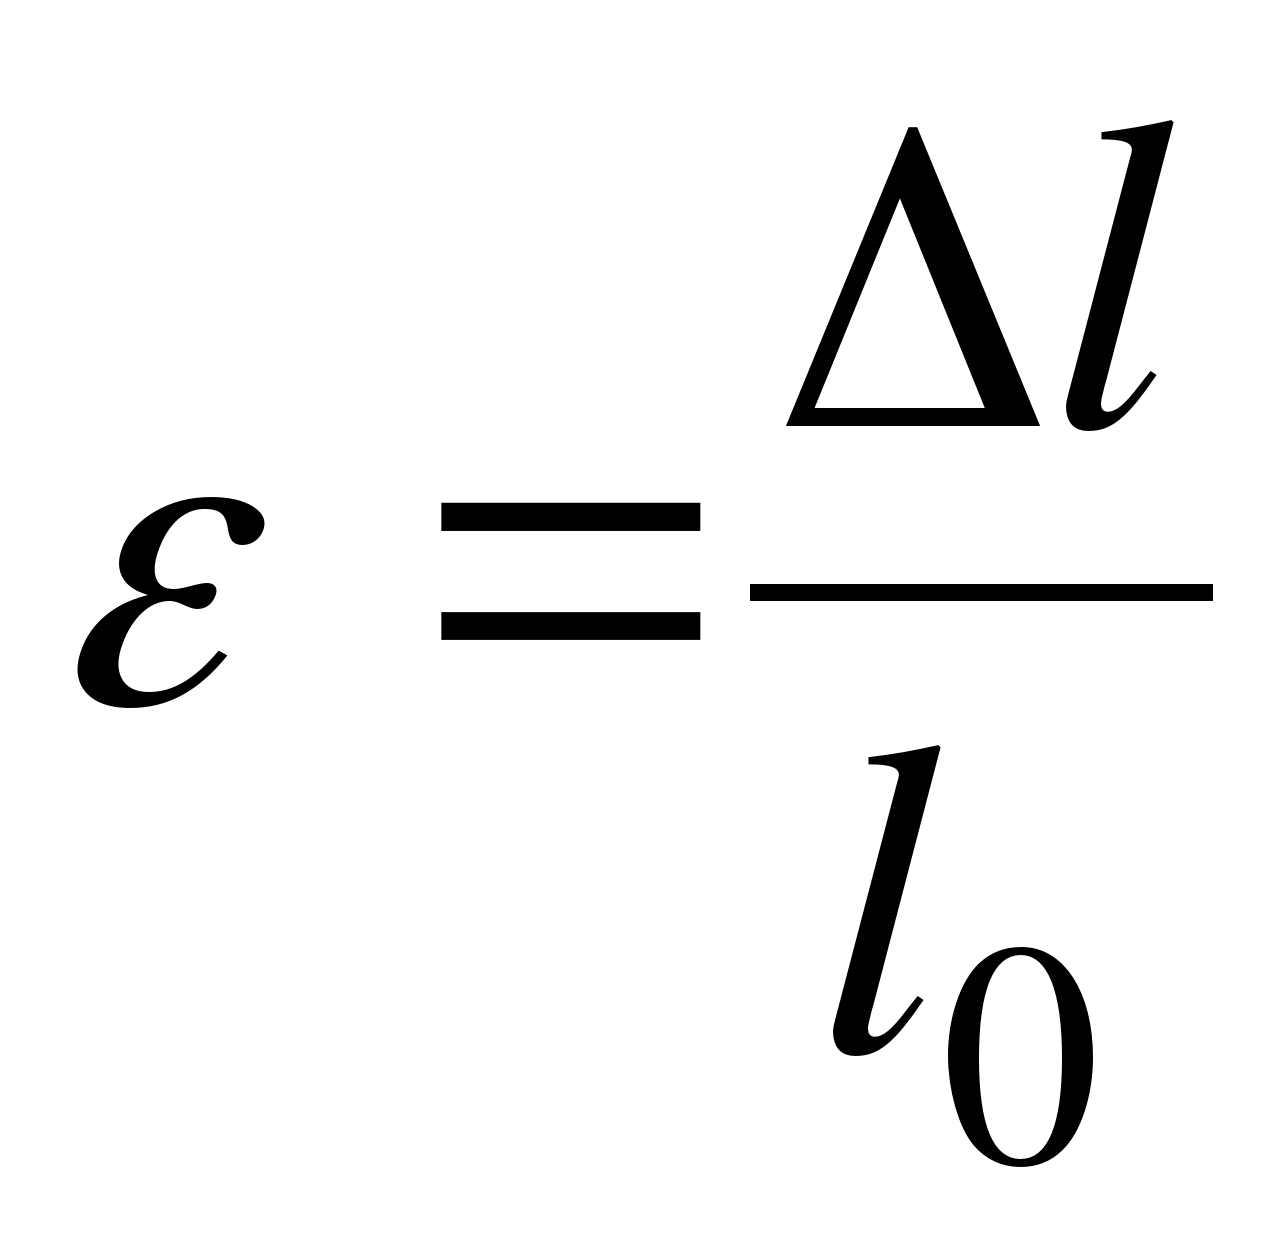 ε = Δl / l₀